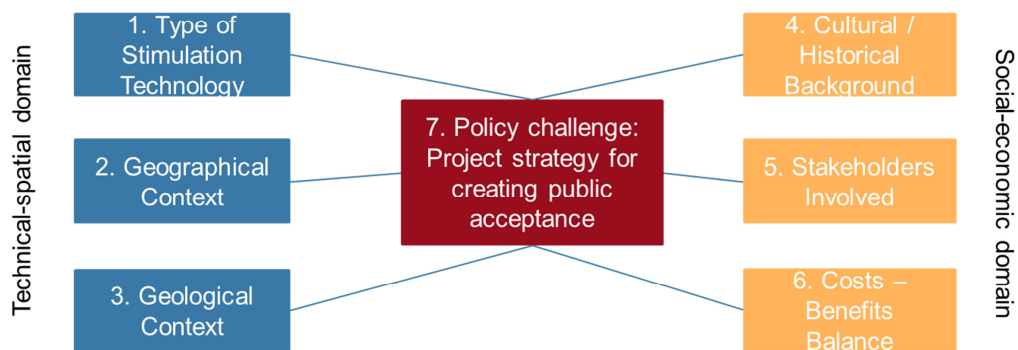 Technical-spatial domain
1. Type of
Stimulation
Technology
2. Geographical
Context
3. Geological
Context
7. Policy challenge:
Project strategy for
creating public
acceptance
4. Cultural /
Historical
Background
5. Stakeholders
Involved
6. Costs –
Benefits
Balance
Social-economic domain